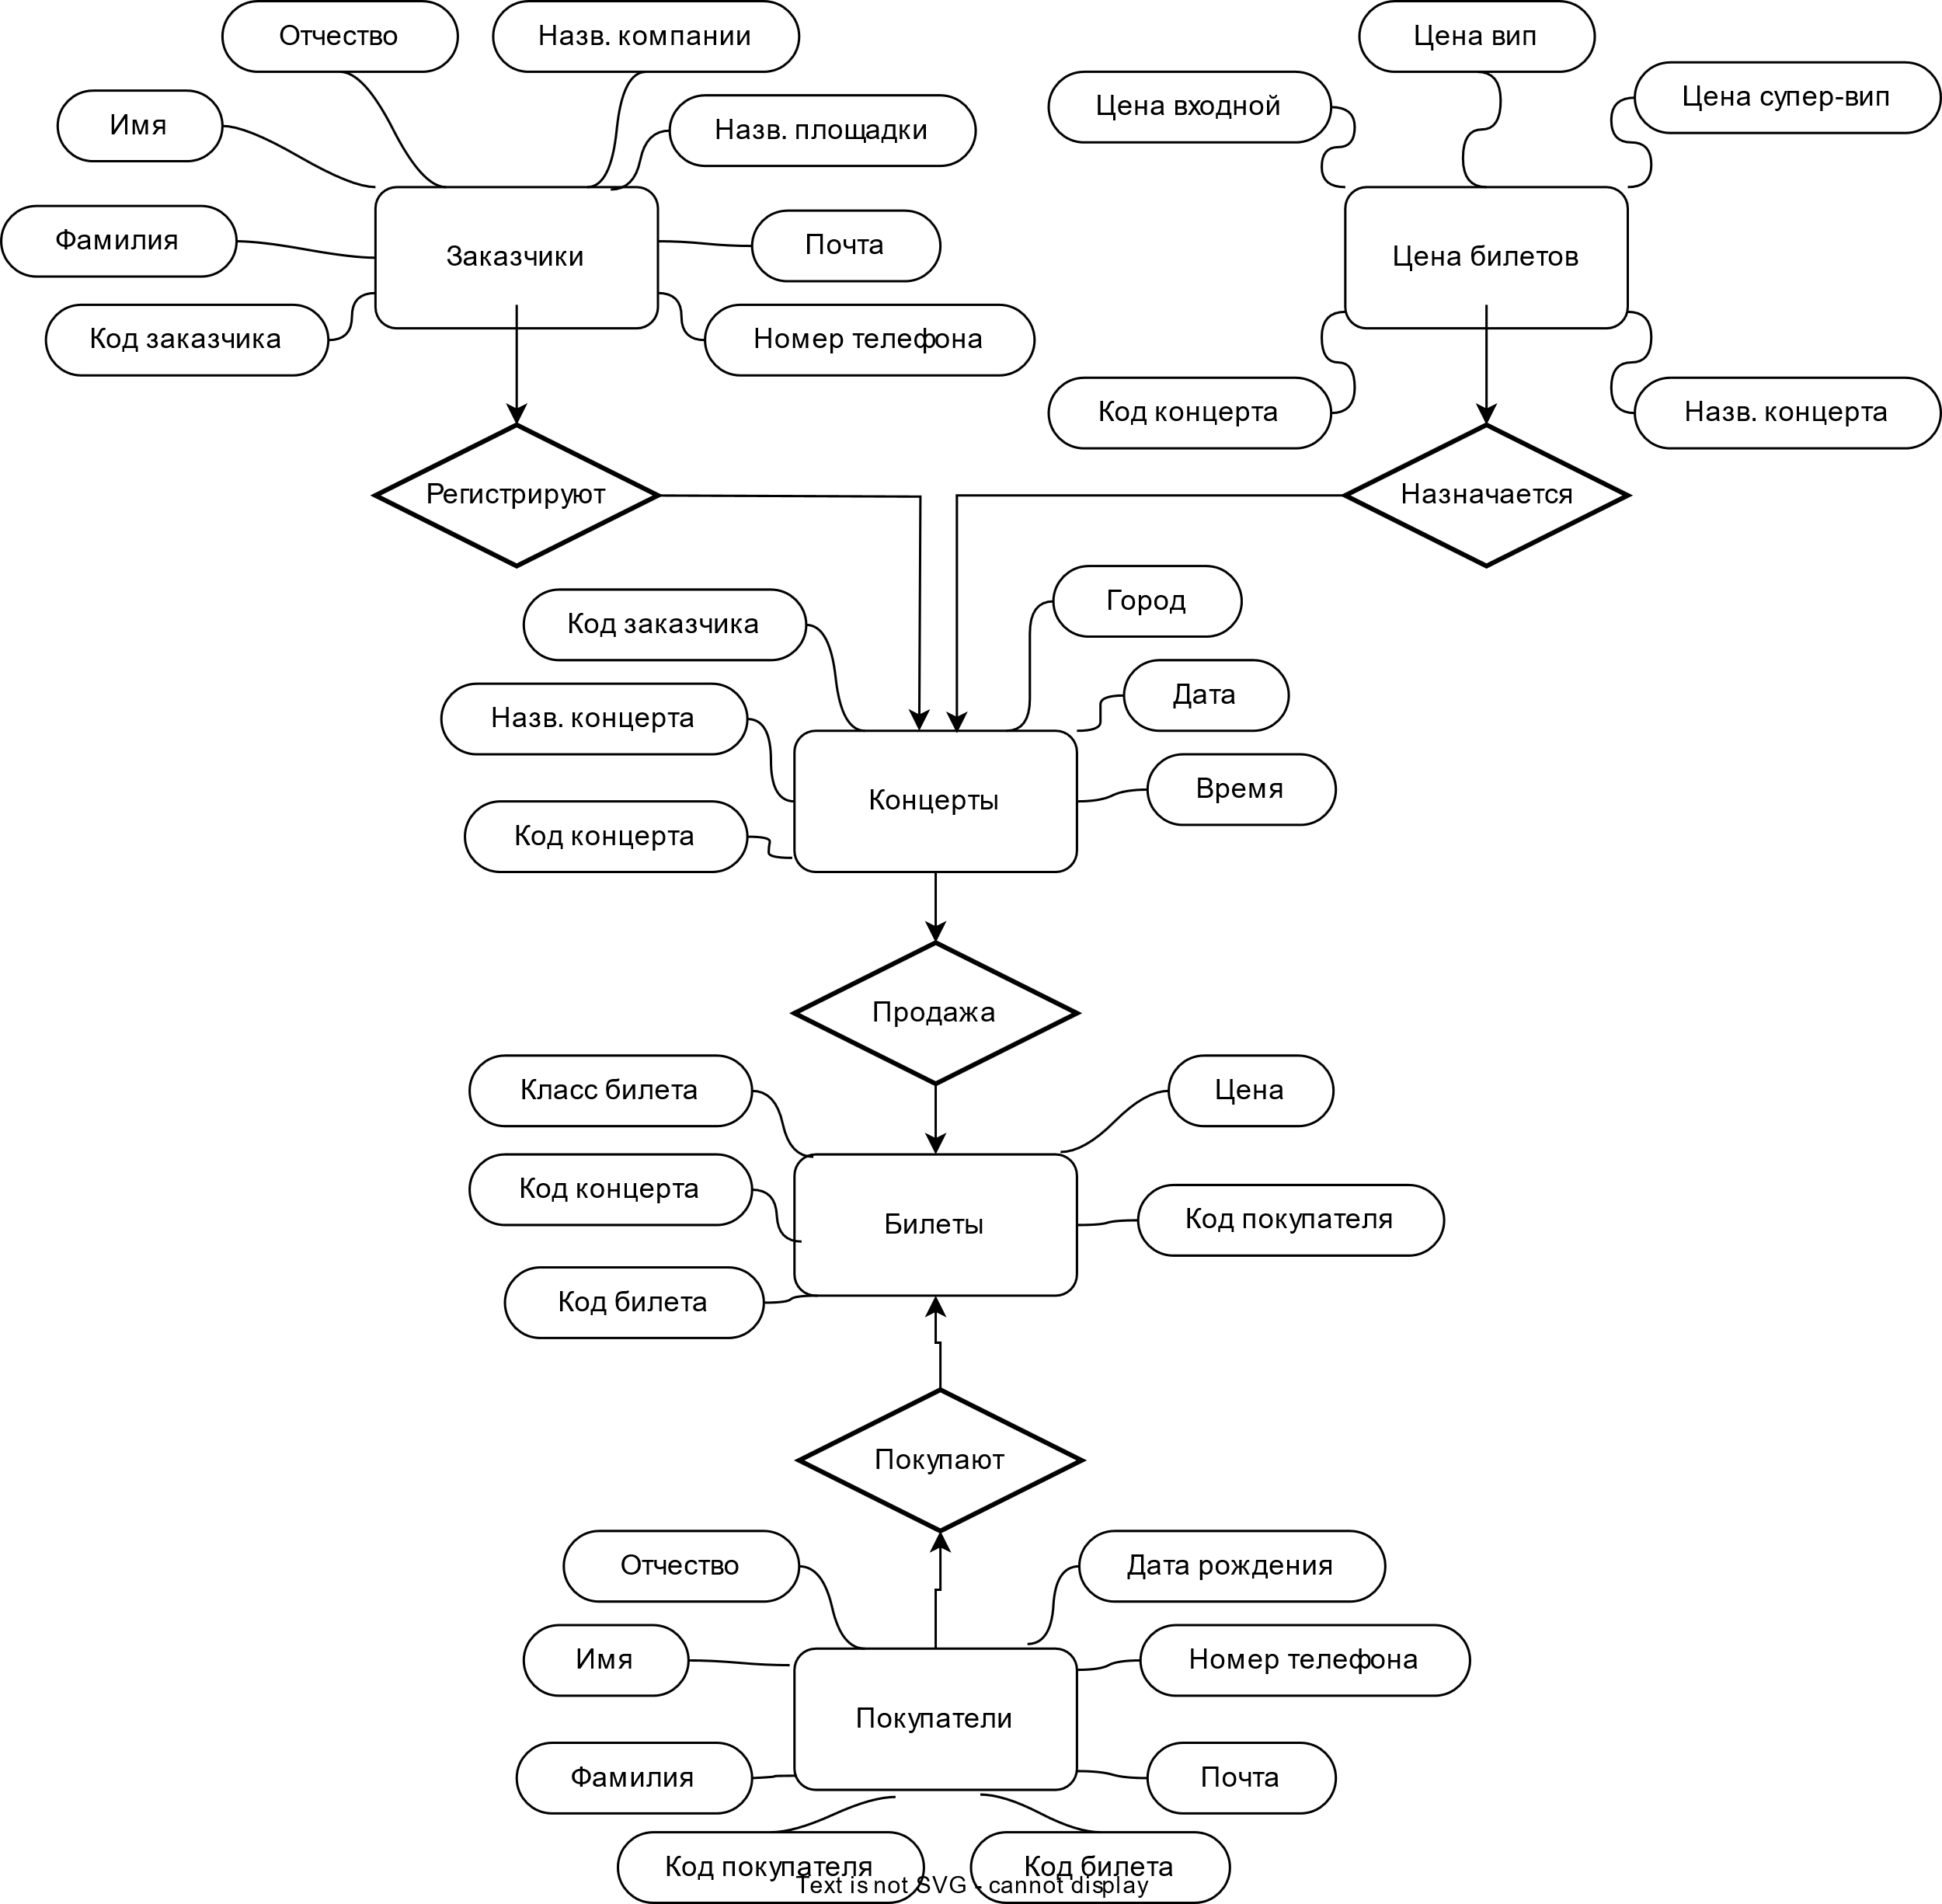 Отчество
Назв. компании
Цена вип
Имя
Назв. площадки
Цена входной
Цена супер-вип
Фамилия
Заказчики
Почта
Цена билетов
Код заказчика
Номер телефона
Код концерта
Назв. концерта
Регистрируют
Назначается
Код заказчика
Город
Назв. концерта
Дата
Концерты
Время
Код концерта
Продажа
Класс билета
Цена
Код концерта
Билеты
Код покупателя
Код билета
Покупают
Отчество
Дата рождения
Имя
Номер телефона
Покупатели
Фамилия
Почта
Код покупателя
Код билета
Text is not SVG - cannot display